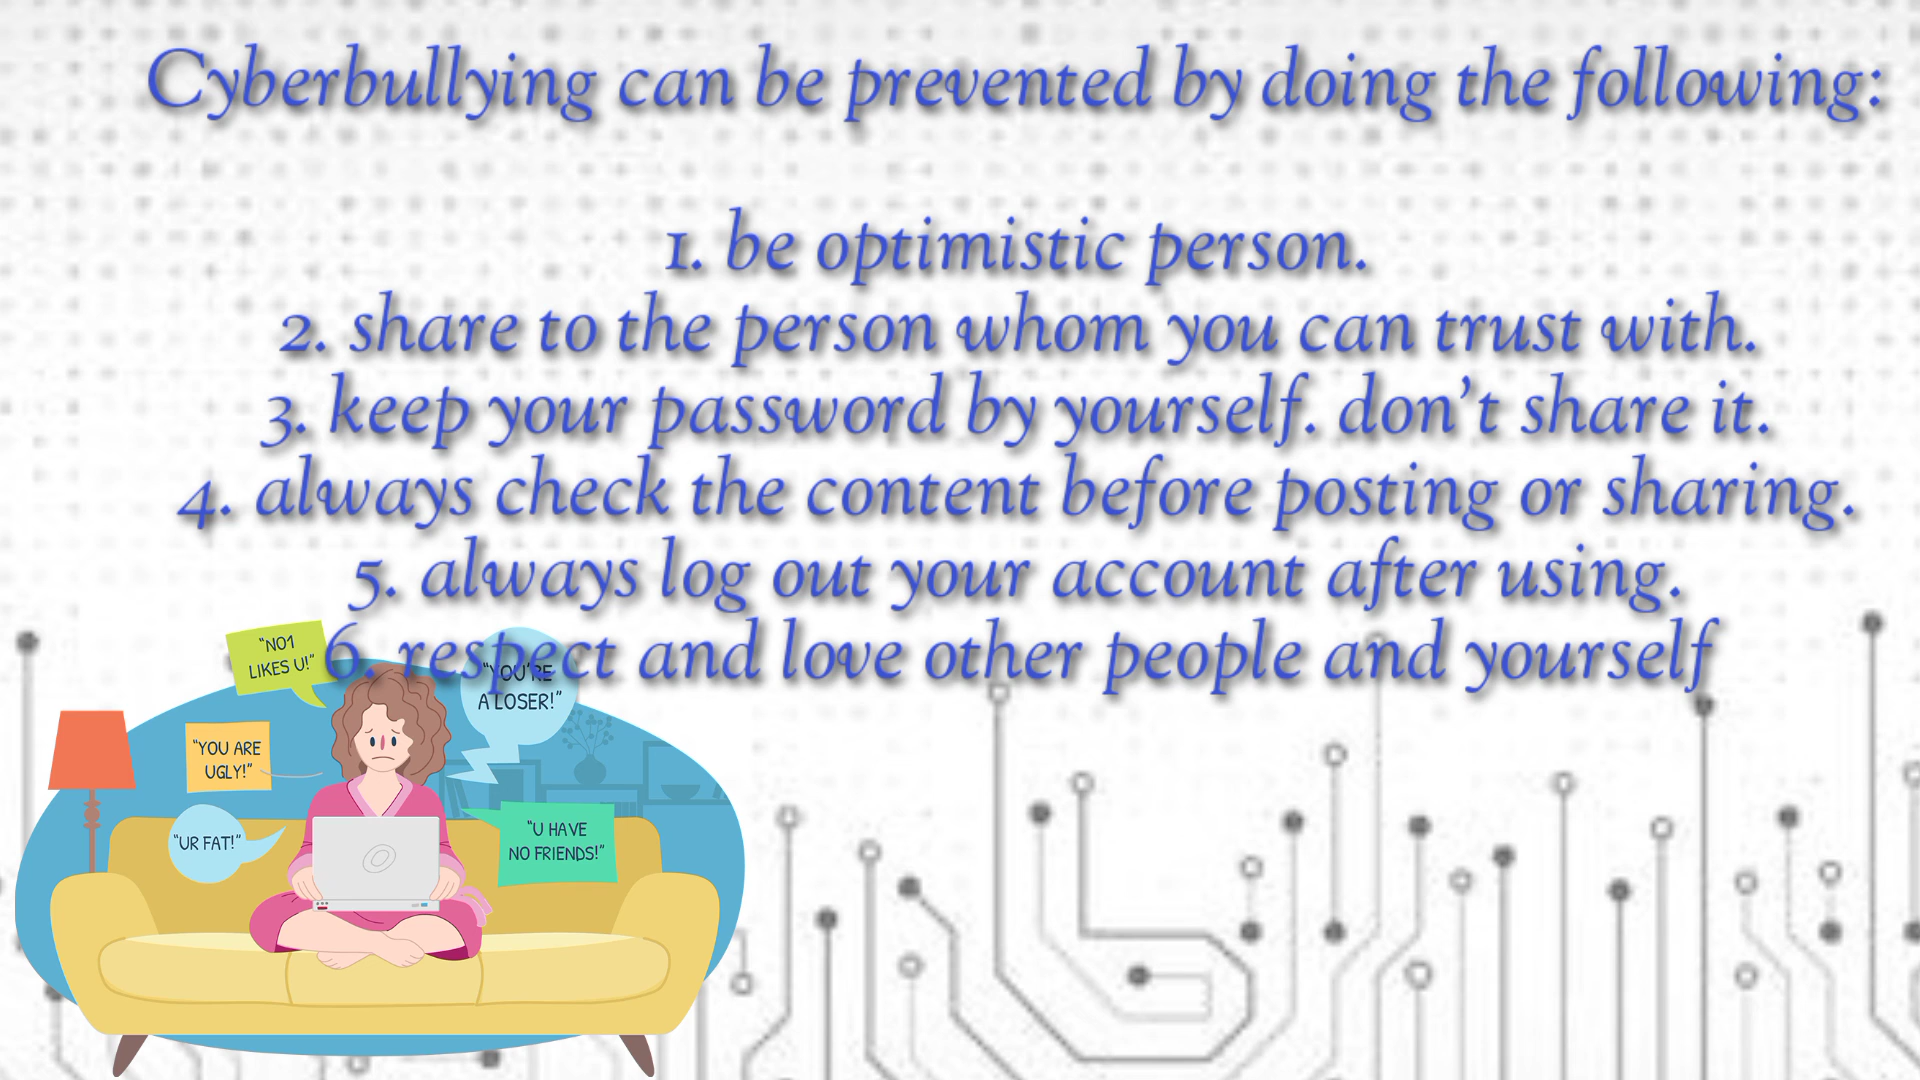 Cyberbullying can be prevented by doing the following:
1. be optimistic person.
2. share to the person whom you can trust with.
3. keep your password by yourself. don't share it.
4. always check the content before posting or sharing.
5. always log out your account after using.
6. respect and love other people and yourself
"NO1
LIKES U!"
"YOU'RE
A LOSER!"
"YOU ARE
UGLY!"
"UR FAT!"
"U HAVE
NO FRIENDS!"